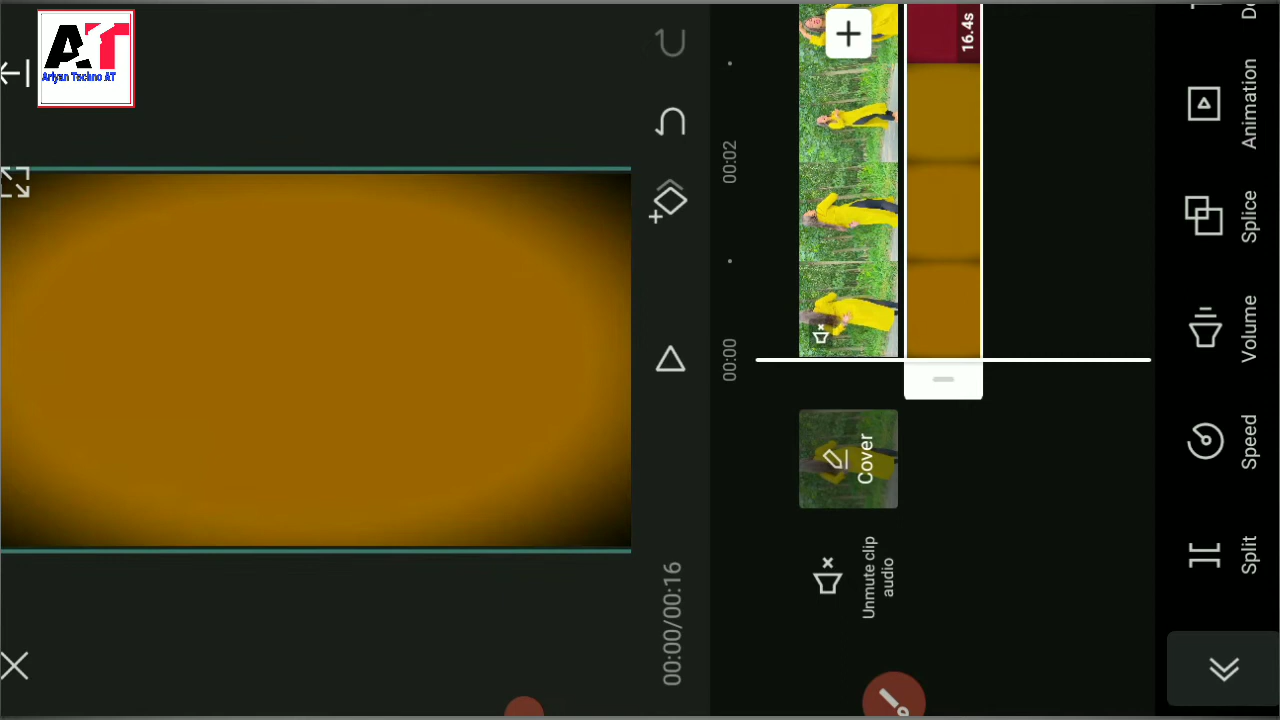 AT
Ariyan Techno AT
00:00/00:16
00:00
00:02
16.4s
Cover
Unmute clip
audio
Split
Speed
Volume
Splice
Animation